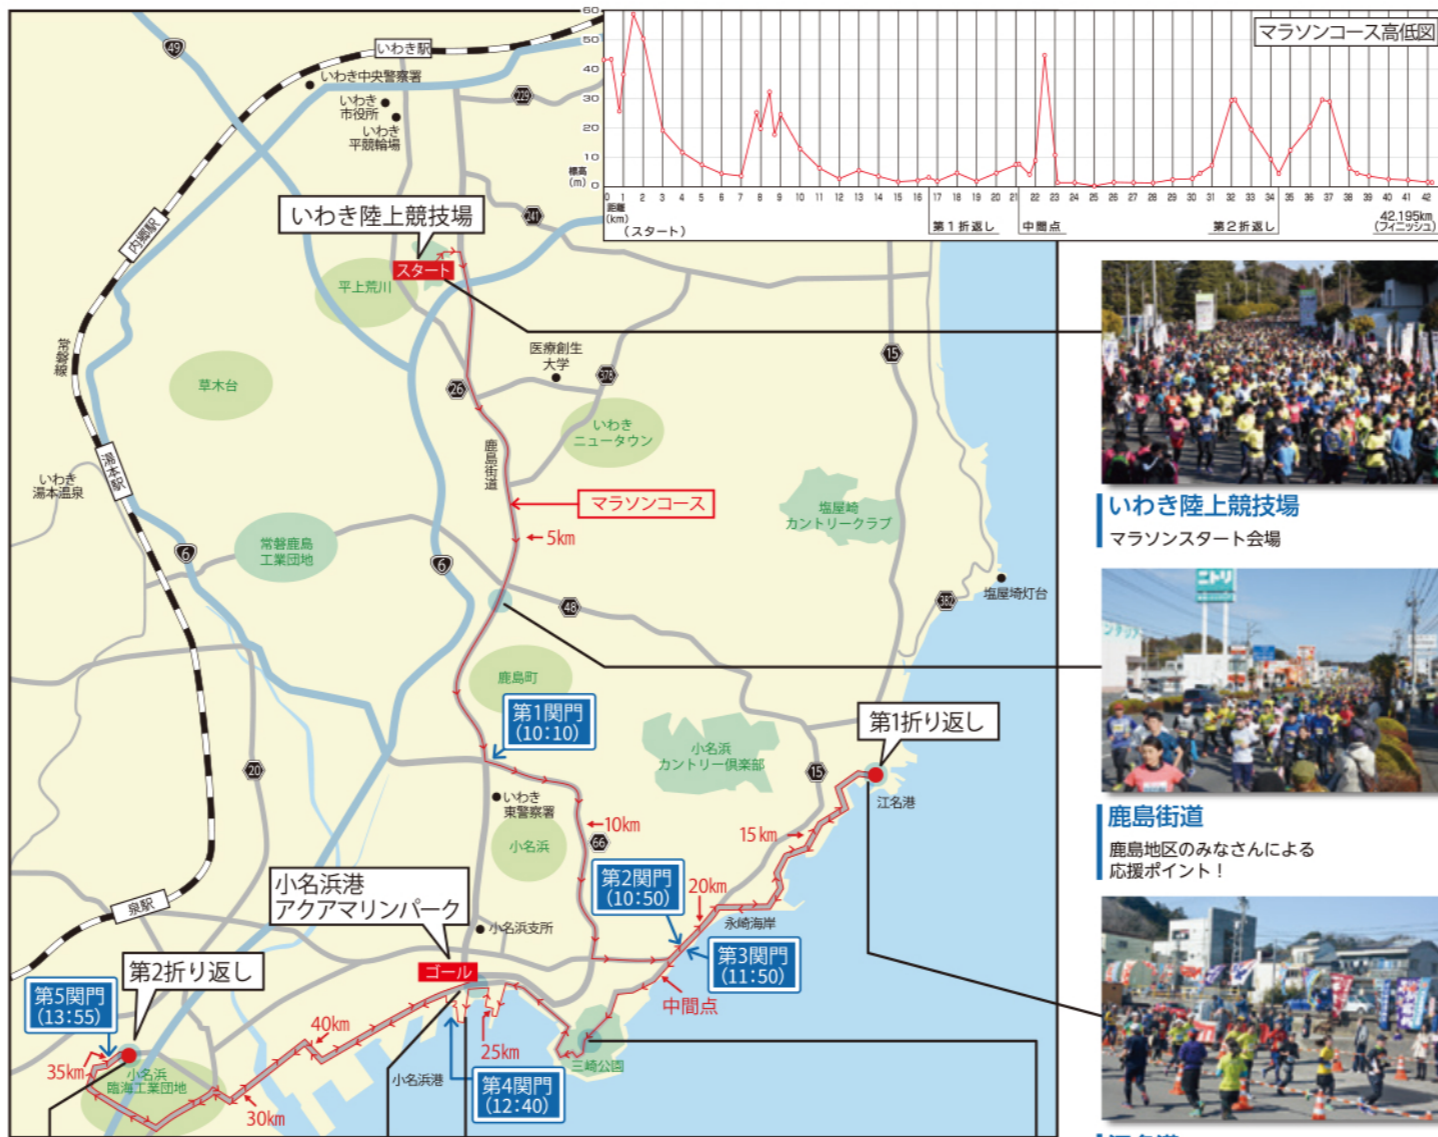 マラソンコース高低図
60
50
40
30
20
10
0
標高
(m)
0 1 2 3 4 5 6 7 8 9 10 11 12 13 14 15 16 17 18 19 20 21 22 23 24 25 26 27 28 29 30 31 32 33 34 35 36 37 38 39 40 41 42
距離
(km)
(スタート)
第1折返し
中間点
第2折返し
42.195km
(フィニッシュ)
49
いわき駅
いわき中央警察署
いわき
市役所
いわき
平競輪場
229
いわき陸上競技場
241
内郷駅
スタート
平上荒川
常磐線
草木台
26
医療創生
大学
378
15
いわき
ニュータウン
鹿島街道
湯本駅
いわき
湯本温泉
マラソンコース
塩屋崎
カントリークラブ
5km
常磐鹿島
工業団地
6
6
48
382
塩屋埼灯台
鹿島町
第1関門
(10:10)
第1折り返し
小名浜
カントリー倶楽部
15
20
いわき
東警察署
江名港
10km
15km
66
小名浜
小名浜港
アクアマリンパーク
第2関門
(10:50)
20km
泉駅
小名浜支所
永崎海岸
第2折り返し
ゴール
第3関門
(11:50)
第5関門
(13:55)
中間点
40km
25km
35km
小名浜
臨海工業団地
小名浜港
第4関門
(12:40)
三崎公園
30km
いわき陸上競技場
マラソンスタート会場
ニトリ
鹿島街道
鹿島地区のみなさんによる
応援ポイント!